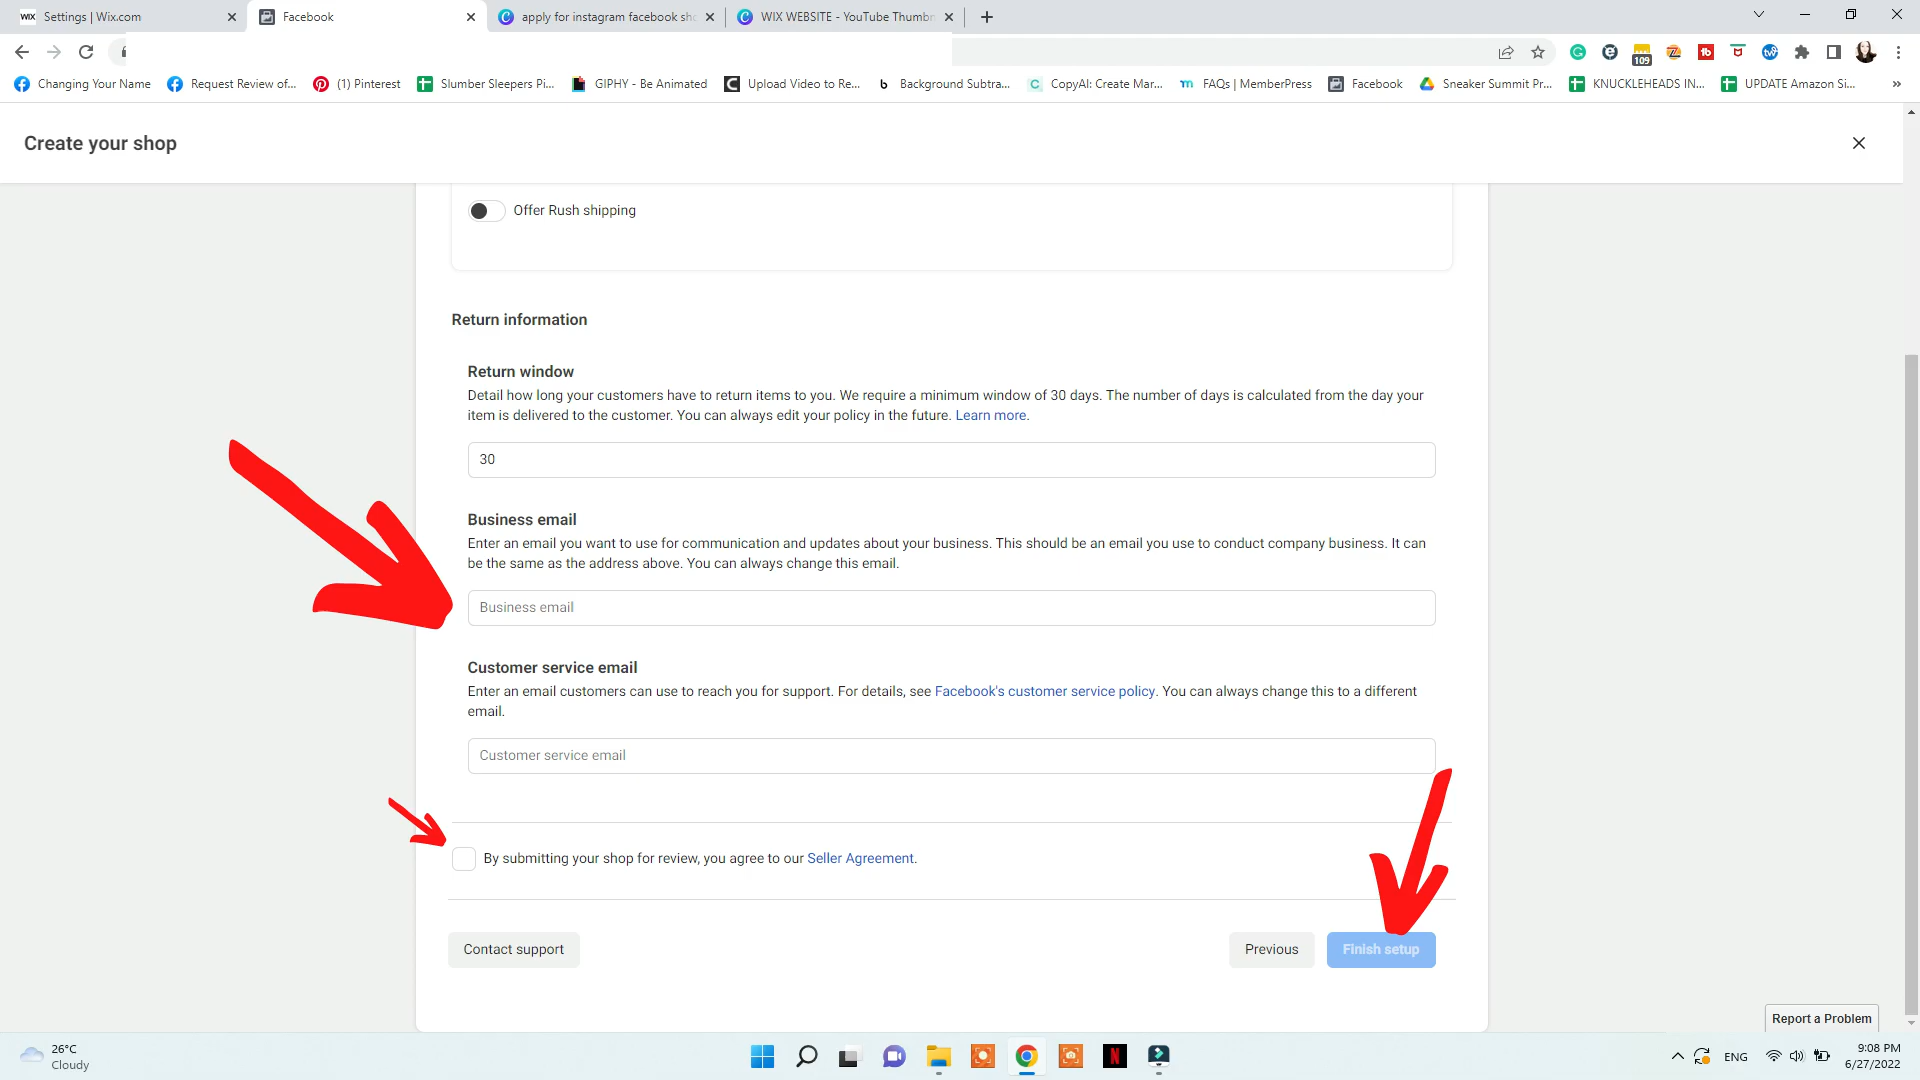 WIX Settings | Wix.com
Facebook
apply for instagram facebook sho
WIX WEBSITE - YouTube Thumbn
109
Changing Your Name
Request Review of...
(1) Pinterest
Slumber Sleepers Pi...
GIPHY - Be Animated
Upload Video to Re...
b Background Subtra...
C CopyAI: Create Mar...
m FAQs | MemberPress
Facebook
Sneaker Summit Pr...
KNUCKLEHEADS IN...
UPDATE Amazon Si...
Create your shop
Offer Rush shipping
Return information
Return window
Detail how long your customers have to return items to you. We require a minimum window of 30 days. The number of days is calculated from the day your
item is delivered to the customer. You can always edit your policy in the future. Learn more.
30
Business email
Enter an email you want to use for communication and updates about your business. This should be an email you use to conduct company business. It can
be the same as the address above. You can always change this email.
Business email
Customer service email
Enter an email customers can use to reach you for support. For details, see Facebook's customer service policy. You can always change this to a different
email.
Customer service email
By submitting your shop for review, you agree to our Seller Agreement.
Contact support
Previous
Finish setup
Report a Problem
26°C
Cloudy
ENG
9:08 PM
6/27/2022